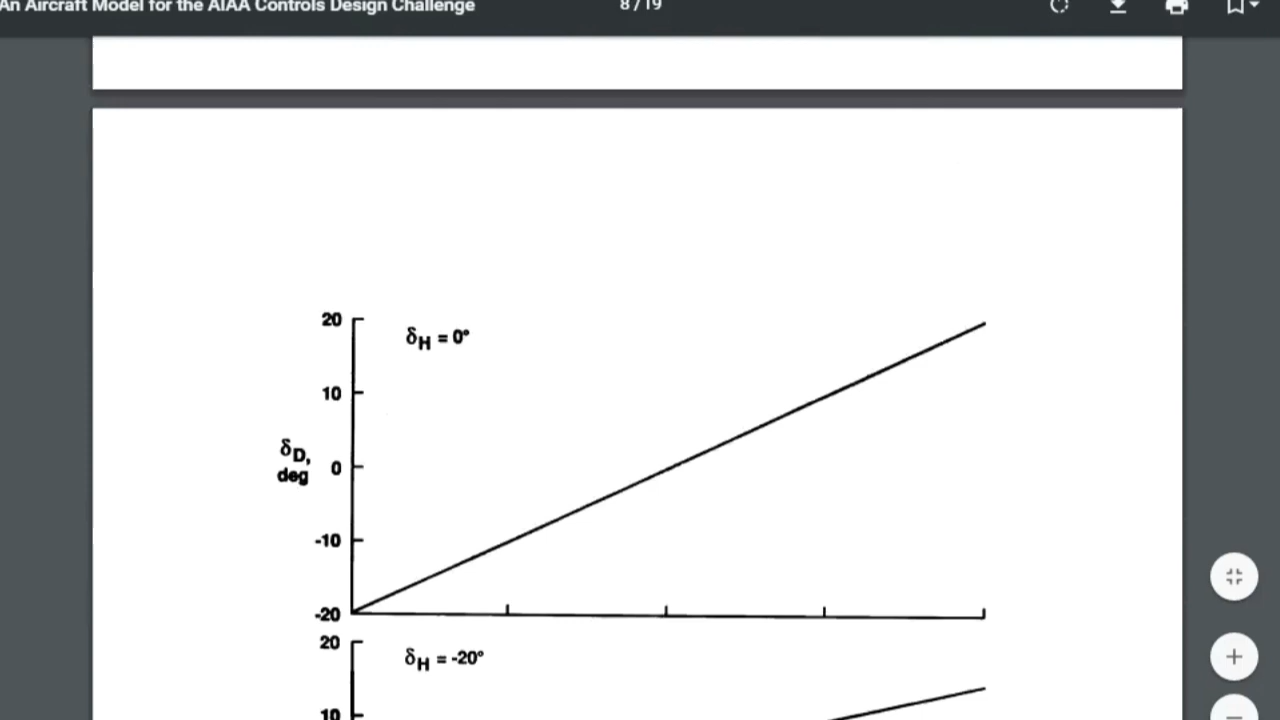 An Aircraft Model for the AIAA Controls Design Challenge
8 / 19
20
δH = 0°
10
δD,
deg
0
-10
-20
20
δH = -20°
10